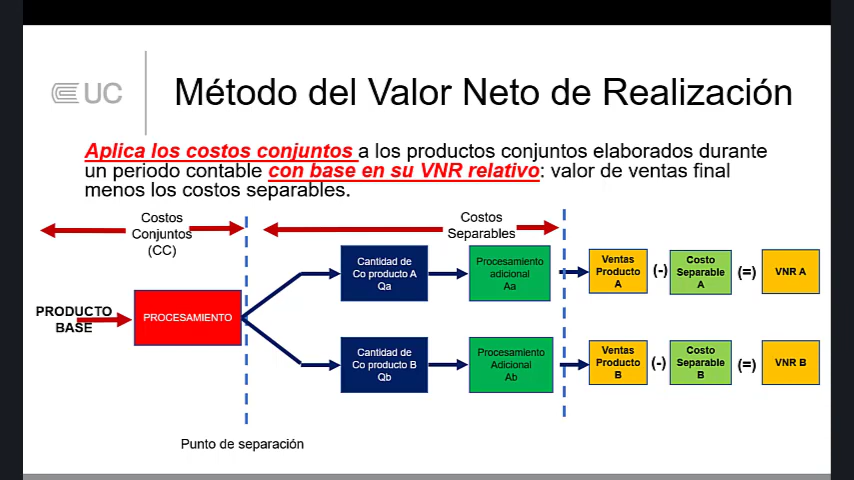 UC
Método del Valor Neto de Realización
Aplica los costos conjuntos a los productos conjuntos elaborados durante
un periodo contable con base en su VNR relativo: valor de ventas final
menos los costos separables.
Costos
Conjuntos
(CC)
Costos
Separables
PRODUCTO
BASE
PROCESAMIENTO
Cantidad de
Co producto A
Qa
Procesamiento
adicional
Aa
Ventas
Producto
A
(-)
Costo
Separable
A
(=)
VNR A
Cantidad de
Co producto B
Qb
Procesamiento
Adicional
Ab
Ventas
Producto
B
(-)
Costo
Separable
B
(=)
VNR B
Punto de separación